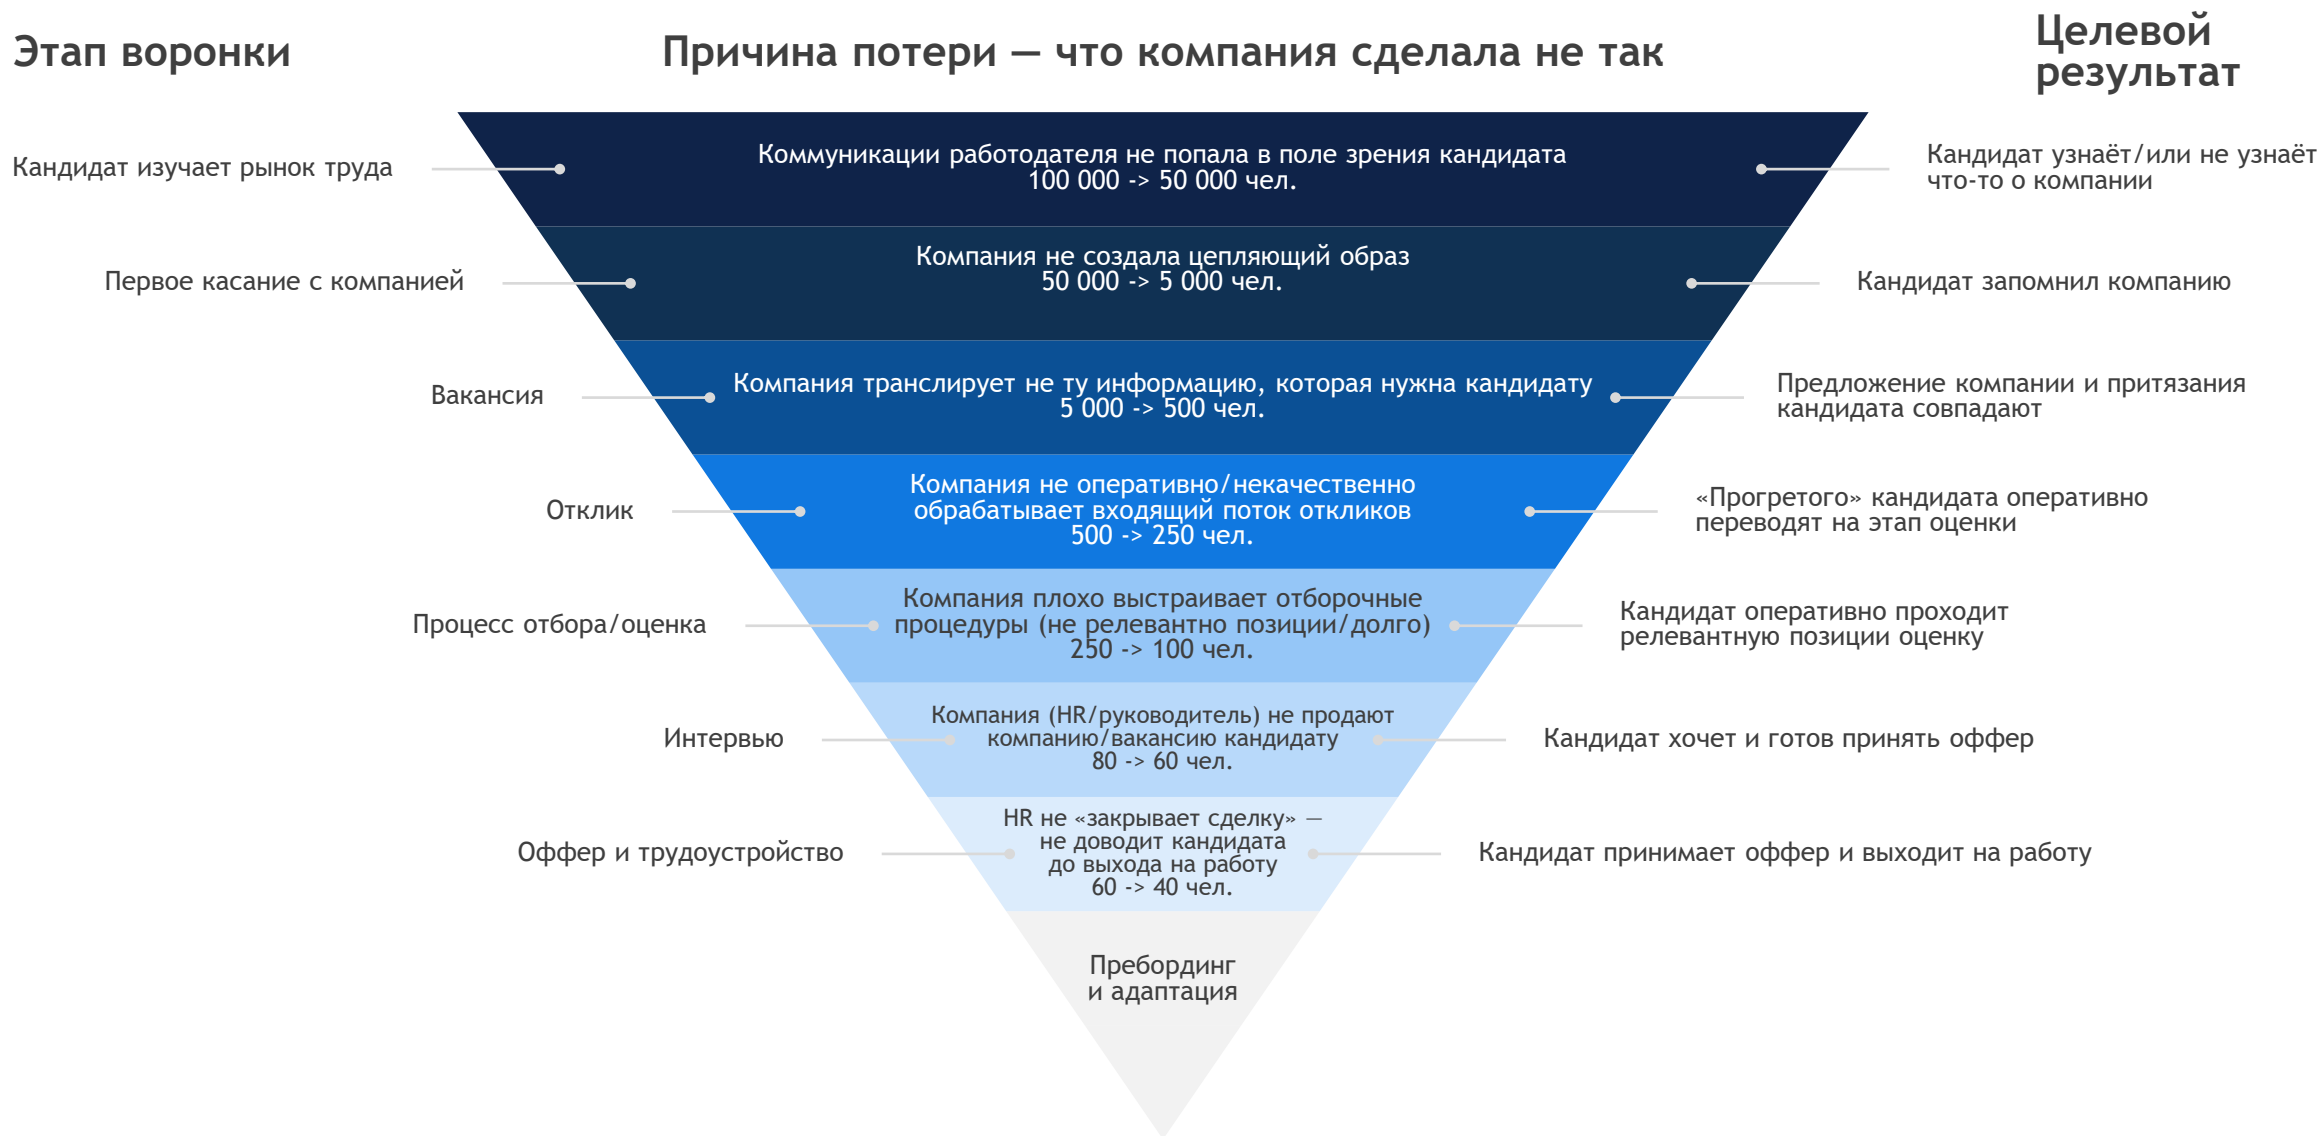 Этап воронки
Причина потери — что компания сделала не так
Целевой
результат
Кандидат изучает рынок труда
Коммуникации работодателя не попала в поле зрения кандидата
100 000 -> 50 000 чел.
Кандидат узнаёт/или не узнаёт
что-то о компании
Первое касание с компанией
Компания не создала цепляющий образ
50 000 -> 5 000 чел.
Кандидат запомнил компанию
Вакансия
Компания транслирует не ту информацию, которая нужна кандидату
5 000 -> 500 чел.
Предложение компании и притязания
кандидата совпадают
Отклик
Компания не оперативно/некачественно
обрабатывает входящий поток откликов
500 -> 250 чел.
«Прогретого» кандидата оперативно
переводят на этап оценки
Процесс отбора/оценка
Компания плохо выстраивает отборочные
процедуры (не релевантно позиции/долго)
250 -> 100 чел.
Кандидат оперативно проходит
релевантную позиции оценку
Интервью
Компания (HR/руководитель) не продают
компанию/вакансию кандидату
80 -> 60 чел.
Кандидат хочет и готов принять оффер
Оффер и трудоустройство
HR не «закрывает сделку» —
не доводит кандидата
до выхода на работу
60 -> 40 чел.
Кандидат принимает оффер и выходит на работу
Пребординг
и адаптация